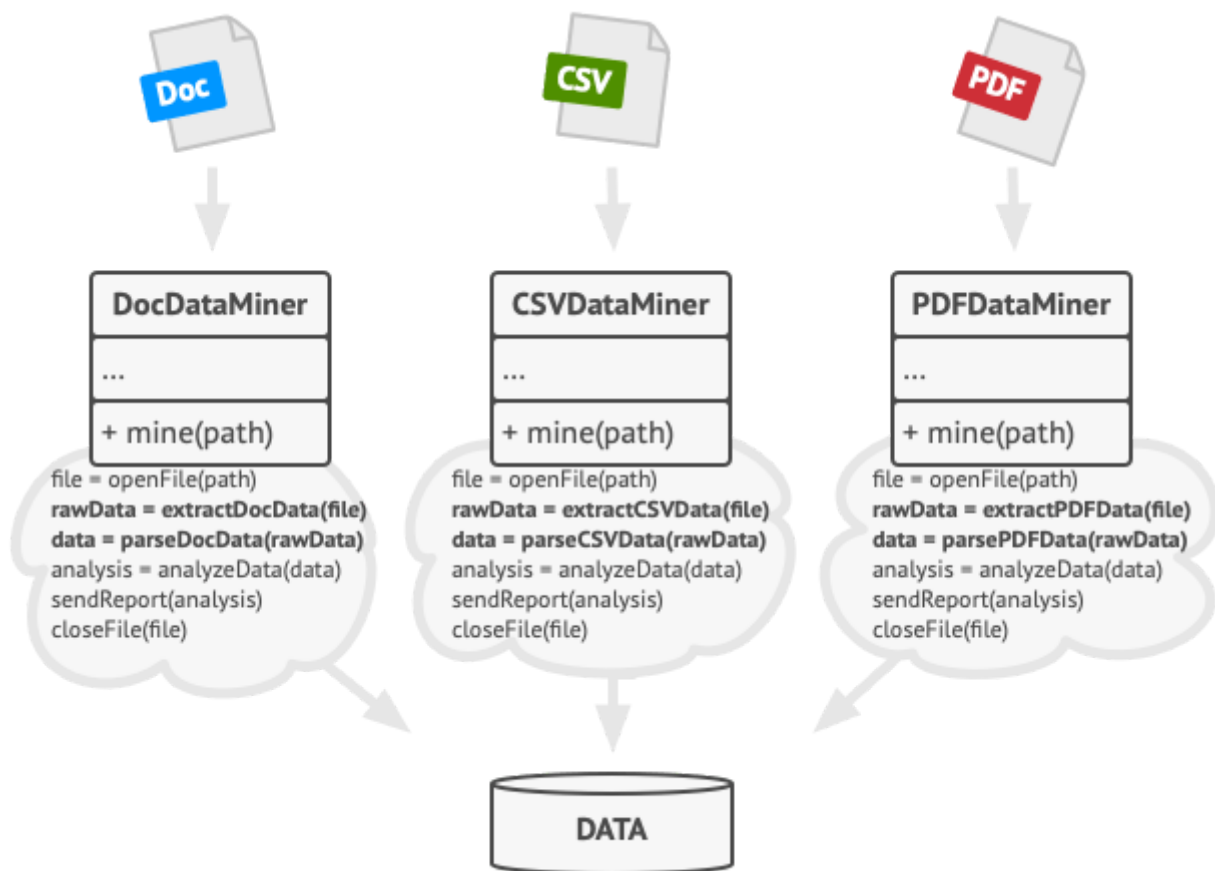 Doc
CSV
PDF
DocDataMiner
...
+ mine(path)
file = openFile(path)
rawData = extractDocData(file)
data = parseDocData(rawData)
analysis = analyzeData(data)
sendReport(analysis)
closeFile(file)
CSVDataMiner
...
+ mine(path)
file = openFile(path)
rawData = extractCSVData(file)
data = parseCSVData(rawData)
analysis = analyzeData(data)
sendReport(analysis)
closeFile(file)
PDFDataMiner
...
+ mine(path)
file = openFile(path)
rawData = extractPDFData(file)
data = parsePDFData(rawData)
analysis = analyzeData(data)
sendReport(analysis)
closeFile(file)
DATA